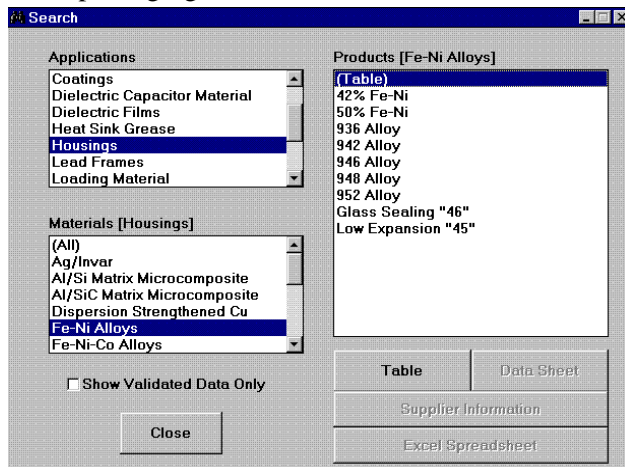 Search
Applications
Coatings
Dielectric Capacitor Material
Dielectric Films
Heat Sink Grease
Housings
Lead Frames
Loading Material
Materials [Housings]
(All)
Ag/Invar
Al/Si Matrix Microcomposite
Al/SiC Matrix Microcomposite
Dispersion Strengthened Cu
Fe-Ni Alloys
Fe-Ni-Co Alloys
Show Validated Data Only
Close
Products [Fe-Ni Alloys]
(Table)
42% Fe-Ni
50% Fe-Ni
936 Alloy
942 Alloy
946 Alloy
948 Alloy
952 Alloy
Glass Sealing "46"
Low Expansion "45"
Table
Data Sheet
Supplier Information
Excel Spreadsheet